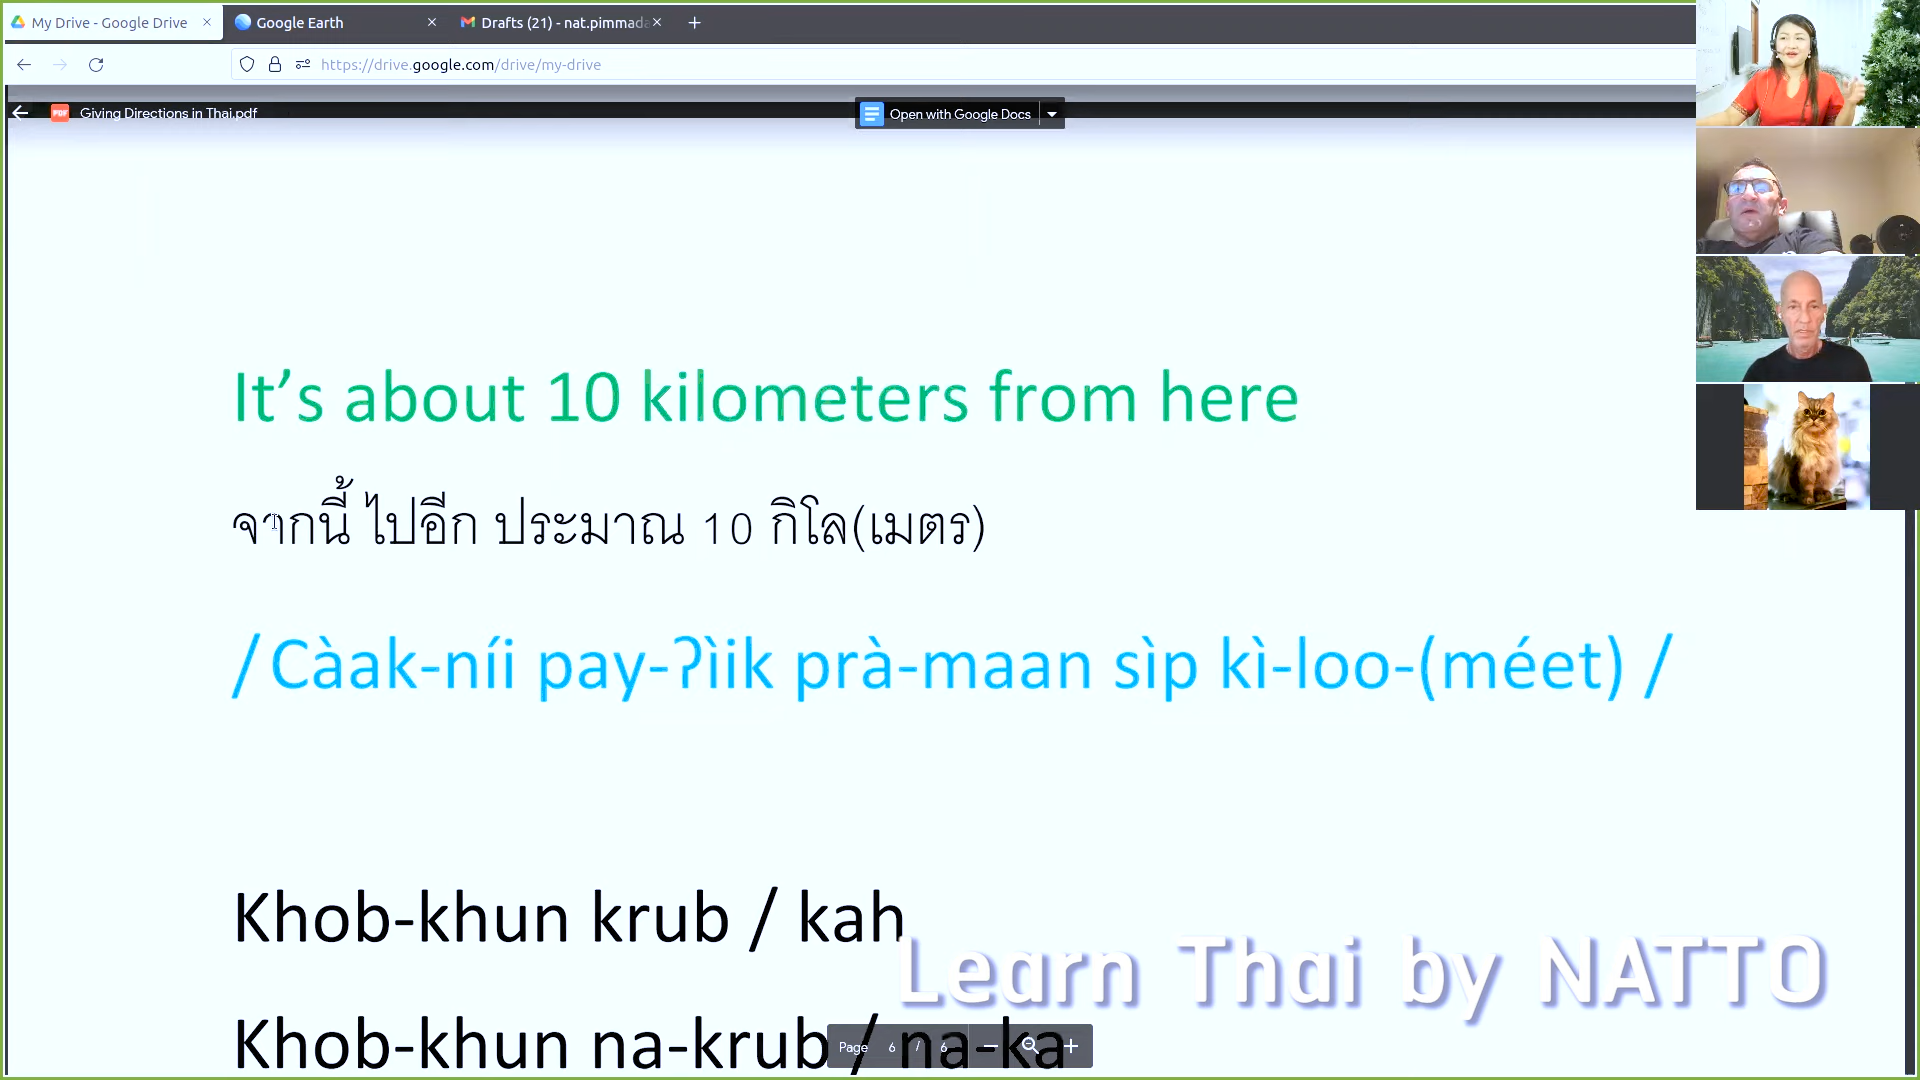 My Drive - Google Drive
Google Earth
Drafts (21) - nat.pimmada
https://drive.google.com/drive/my-drive
Giving Directions in Thai.pdf
Open with Google Docs
It's about 10 kilometers from here
จากนี้ ไปอีก ประมาณ 10 กิโล(เมตร)
/ Càak-níi pay-ʔìik prà-maan sìp kì-loo-(méet) /
Khob-khun krub / kah
Learn Thai by NATTO
Khob-khun na-krub / na-ka
Page 6 / 6